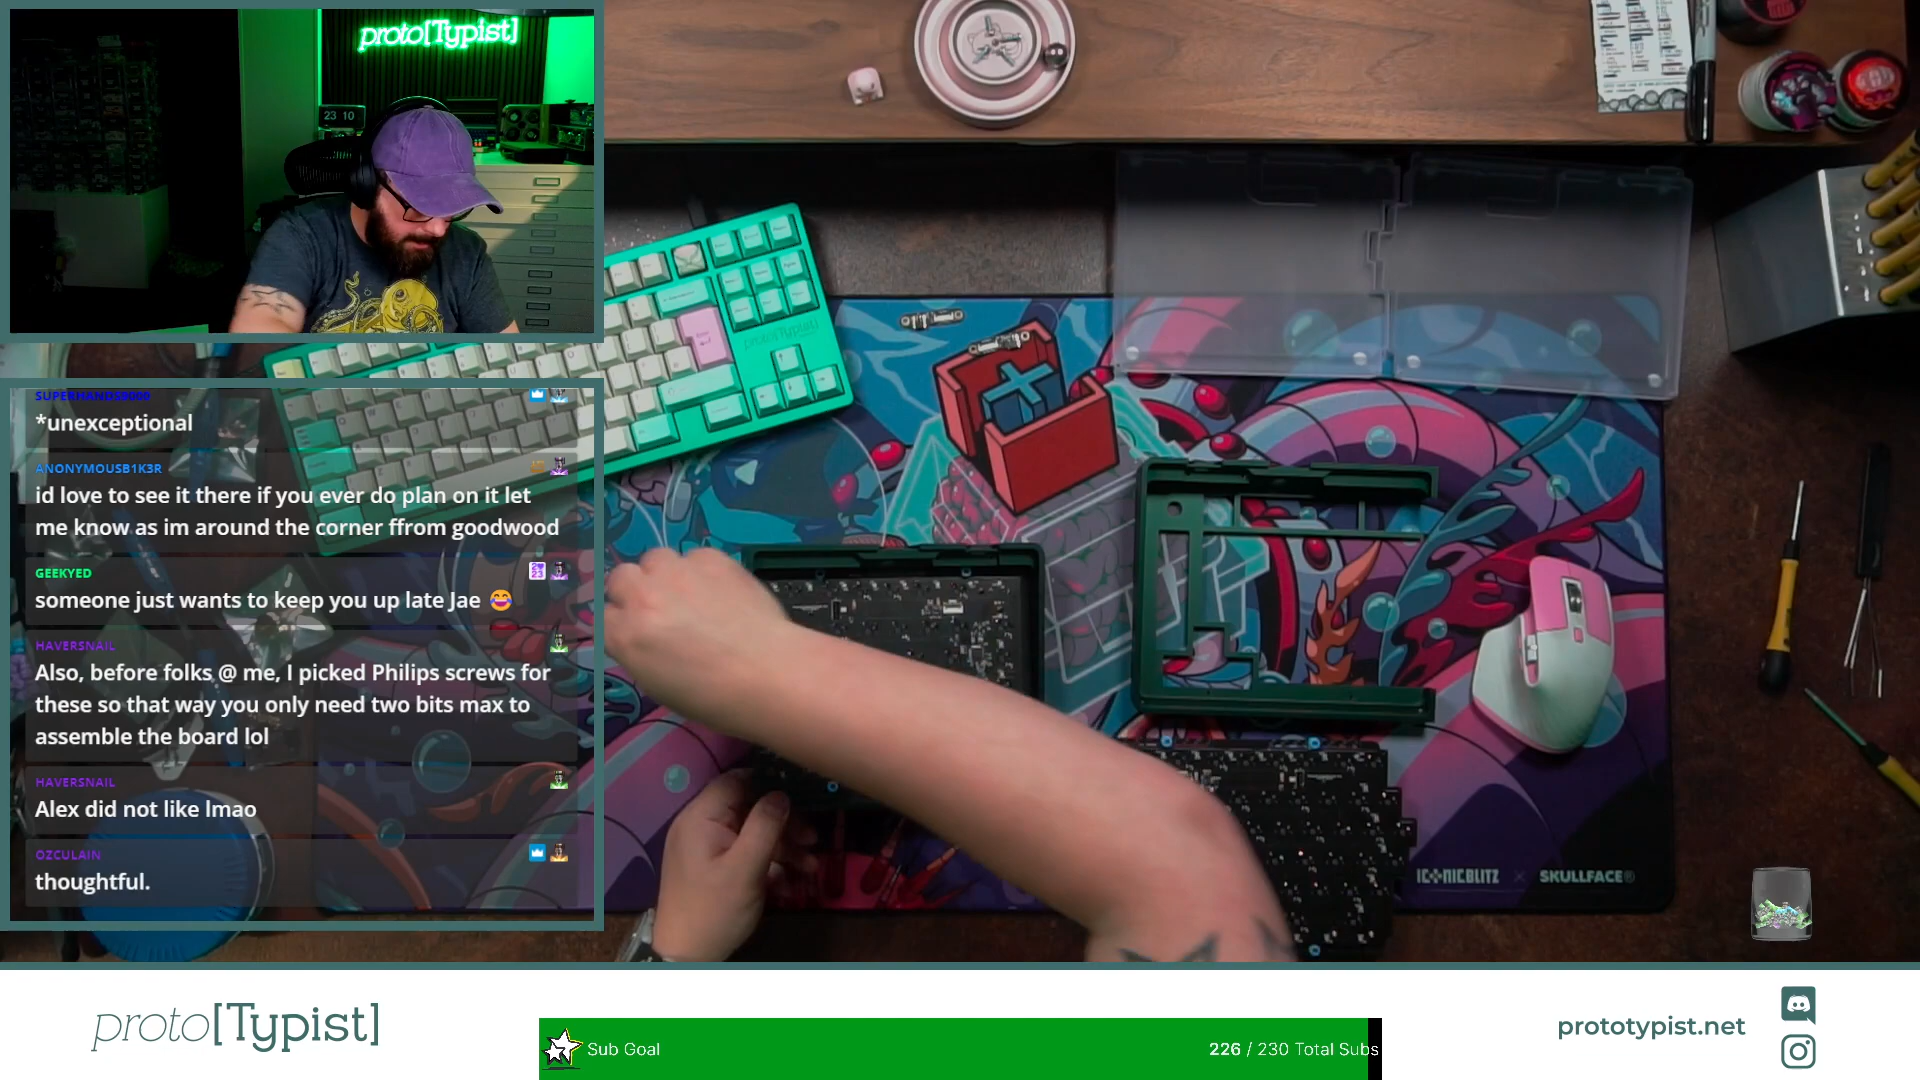 proto[Typist]
23 10
SUPERHANDS9000
*unexceptional
ANONYMOUSB1K3R
id love to see it there if you ever do plan on it let
me know as im around the corner ffrom goodwood
GEEKYED
someone just wants to keep you up late Jae 😂
HAVERSNAIL
Also, before folks @ me, I picked Philips screws for
these so that way you only need two bits max to
assemble the board lol
HAVERSNAIL
Alex did not like lmao
OZCULAIN
thoughtful.
proto[Typist]
ICONICBLITZ × SKULLFACE®
proto[Typist]
Sub Goal
226 / 230 Total Subs
prototypist.net